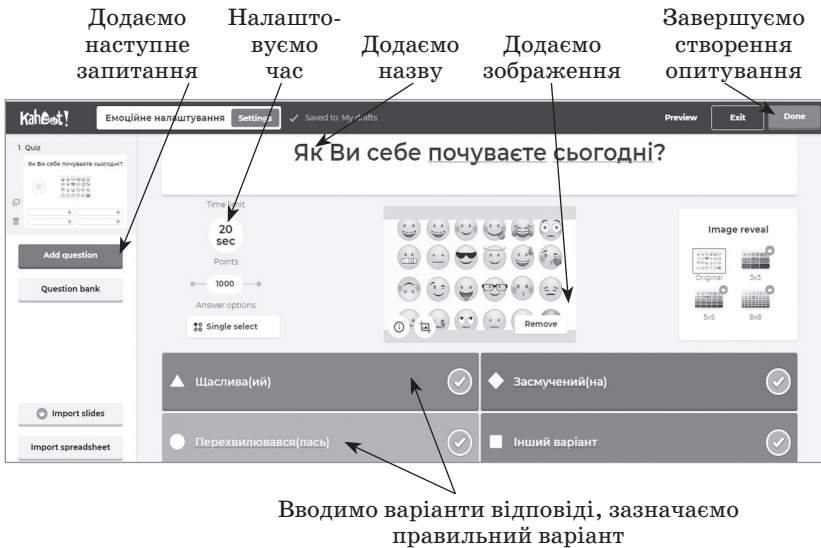 Додаємо
наступне
запитання
Налашто-
вуємо
час
Додаємо
назву
Додаємо
зображення
Завершуємо
створення
опитування
Kahoot!
Емоційне налаштування Settings ✓ Saved to: My drafts
Preview Exit Done
1 Quiz
Як Ви себе почуваєте сьогодні?
20
Add question
Question bank
Import slides
Import spreadsheet
Як Ви себе почуваєте сьогодні?
Time limit
20
sec
Points
1000
Answer options
Single select
Remove
Image reveal
Original 3x3
5x5 8x8
Щаслива(ий)
Засмучений(на)
Перехвилювався(лась)
Інший варіант
Вводимо варіанти відповіді, зазначаємо
правильний варіант